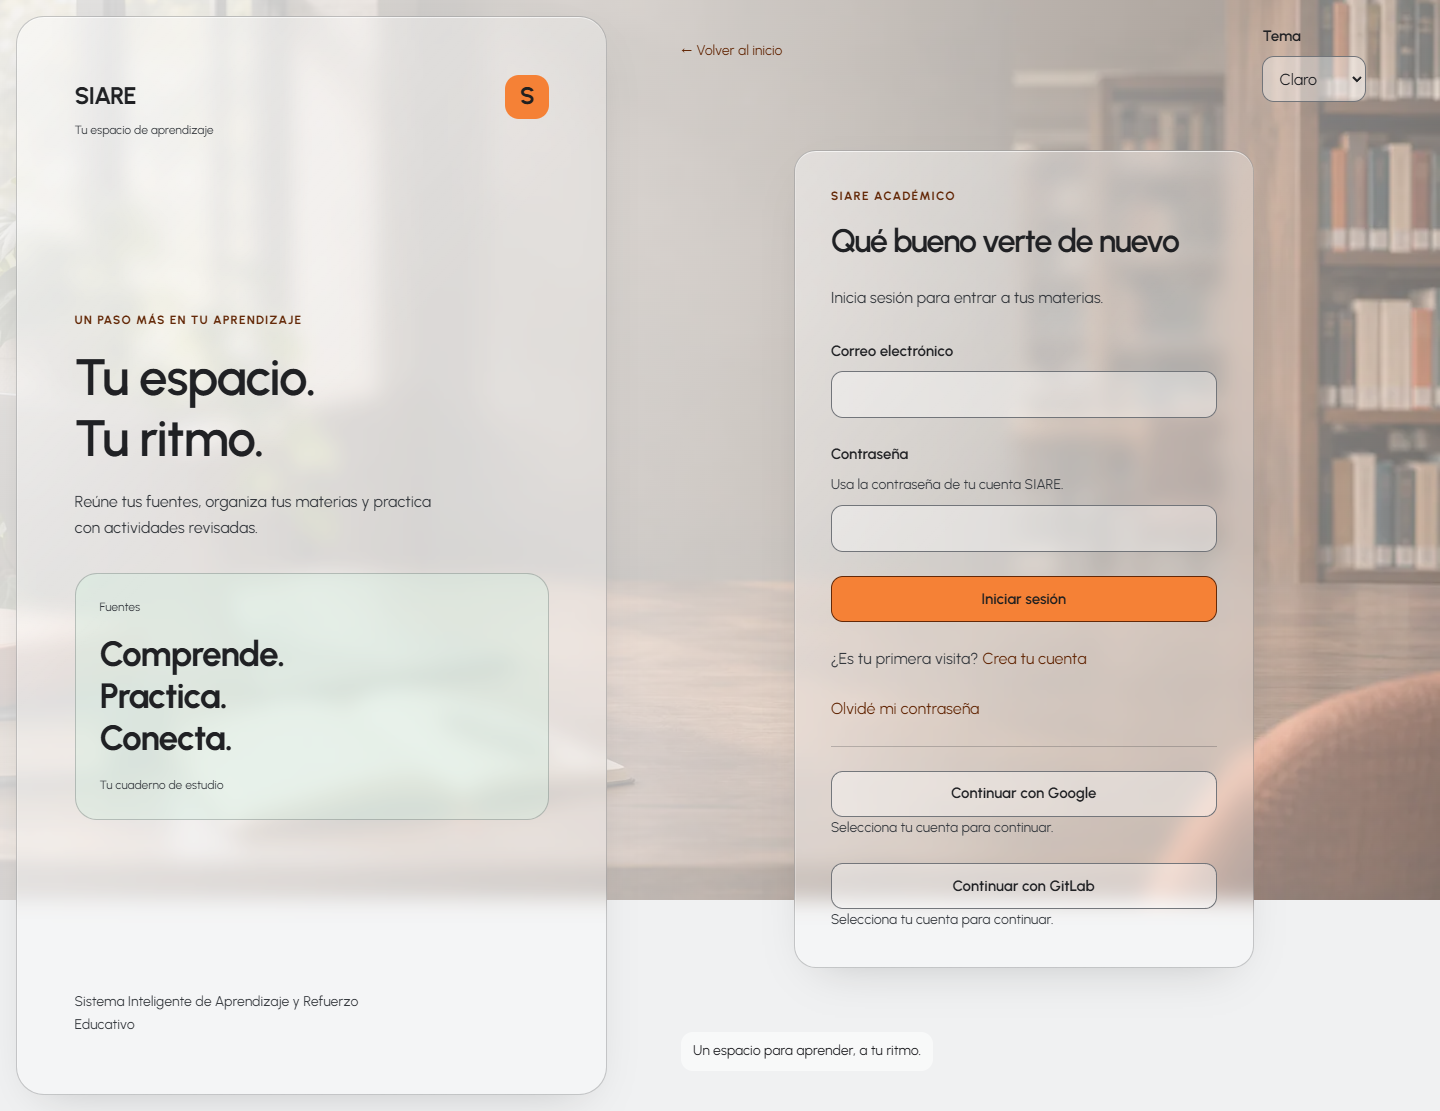 SIARE
S
Tu espacio de aprendizaje
UN PASO MÁS EN TU APRENDIZAJE
Tu espacio.
Tu ritmo.
Reúne tus fuentes, organiza tus materias y practica
con actividades revisadas.
Fuentes
Comprende.
Practica.
Conecta.
Tu cuaderno de estudio
Sistema Inteligente de Aprendizaje y Refuerzo
Educativo
← Volver al inicio
Tema
Claro
SIARE ACADÉMICO
Qué bueno verte de nuevo
Inicia sesión para entrar a tus materias.
Correo electrónico
Contraseña
Usa la contraseña de tu cuenta SIARE.
Iniciar sesión
¿Es tu primera visita? Crea tu cuenta
Olvidé mi contraseña
Continuar con Google
Selecciona tu cuenta para continuar.
Continuar con GitLab
Selecciona tu cuenta para continuar.
Un espacio para aprender, a tu ritmo.